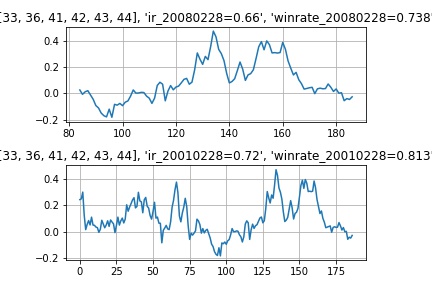 [33, 36, 41, 42, 43, 44], 'ir_20080228=0.66', 'winrate_20080228=0.738'
0.4
0.2
0.0
−0.2
80 100 120 140 160 180
[33, 36, 41, 42, 43, 44], 'ir_20010228=0.72', 'winrate_20010228=0.813'
0.4
0.2
0.0
−0.2
0 25 50 75 100 125 150 175